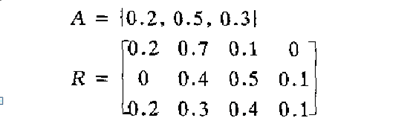 A = {0.2, 0.5, 0.3}
R = [0.2 0.7 0.1 0
0 0.4 0.5 0.1
0.2 0.3 0.4 0.1]